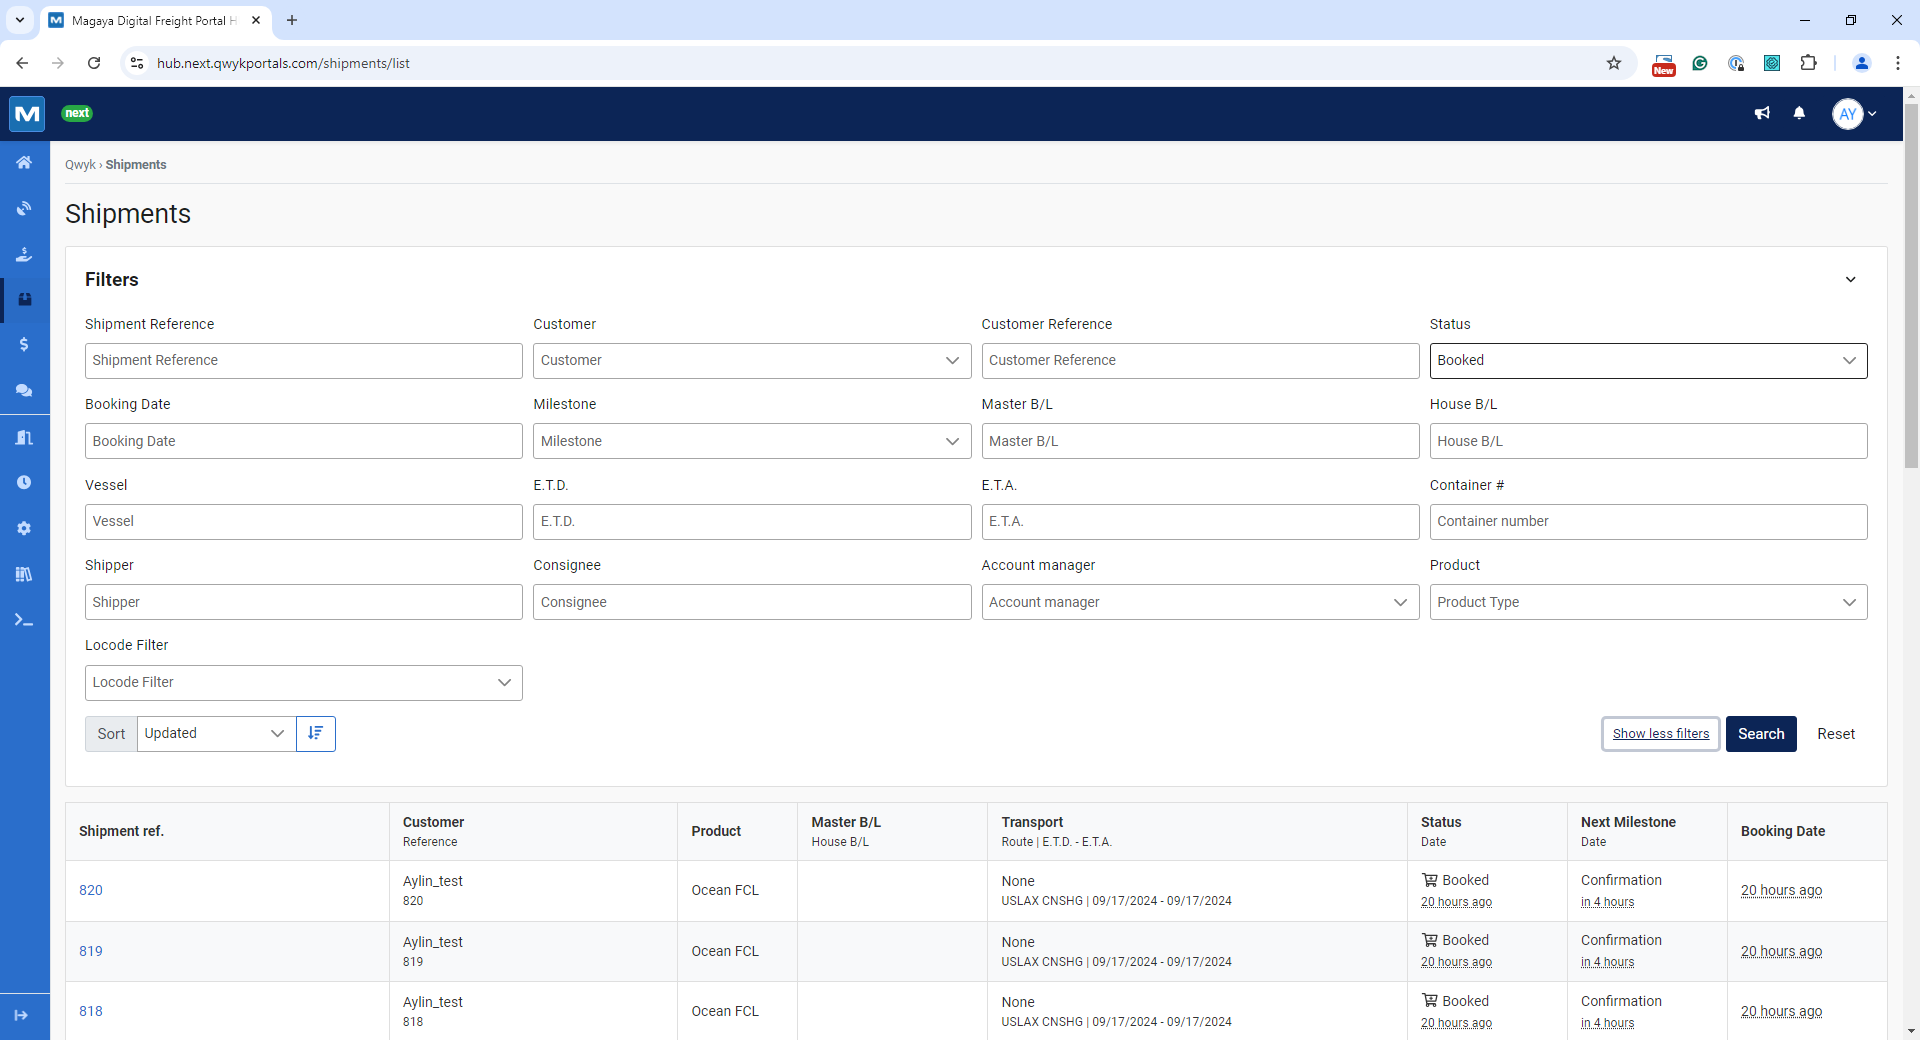 Magaya Digital Freight Portal H
hub.next.qwykportals.com/shipments/list
New
next
AY
Qwyk › Shipments
Shipments
Filters
Shipment Reference Customer Customer Reference Status
Shipment Reference Customer Customer Reference Booked
Booking Date Milestone Master B/L House B/L
Booking Date Milestone Master B/L House B/L
Vessel E.T.D. E.T.A. Container #
Vessel E.T.D. E.T.A. Container number
Shipper Consignee Account manager Product
Shipper Consignee Account manager Product Type
Locode Filter
Locode Filter
Sort Updated Show less filters Search Reset
Shipment ref. Customer Product Master B/L Transport Status Next Milestone Booking Date
Reference House B/L Route | E.T.D. - E.T.A. Date Date
820 Aylin_test Ocean FCL None Booked Confirmation 20 hours ago
820 USLAX CNSHG | 09/17/2024 - 09/17/2024 20 hours ago in 4 hours
819 Aylin_test Ocean FCL None Booked Confirmation 20 hours ago
819 USLAX CNSHG | 09/17/2024 - 09/17/2024 20 hours ago in 4 hours
818 Aylin_test Ocean FCL None Booked Confirmation 20 hours ago
818 USLAX CNSHG | 09/17/2024 - 09/17/2024 20 hours ago in 4 hours